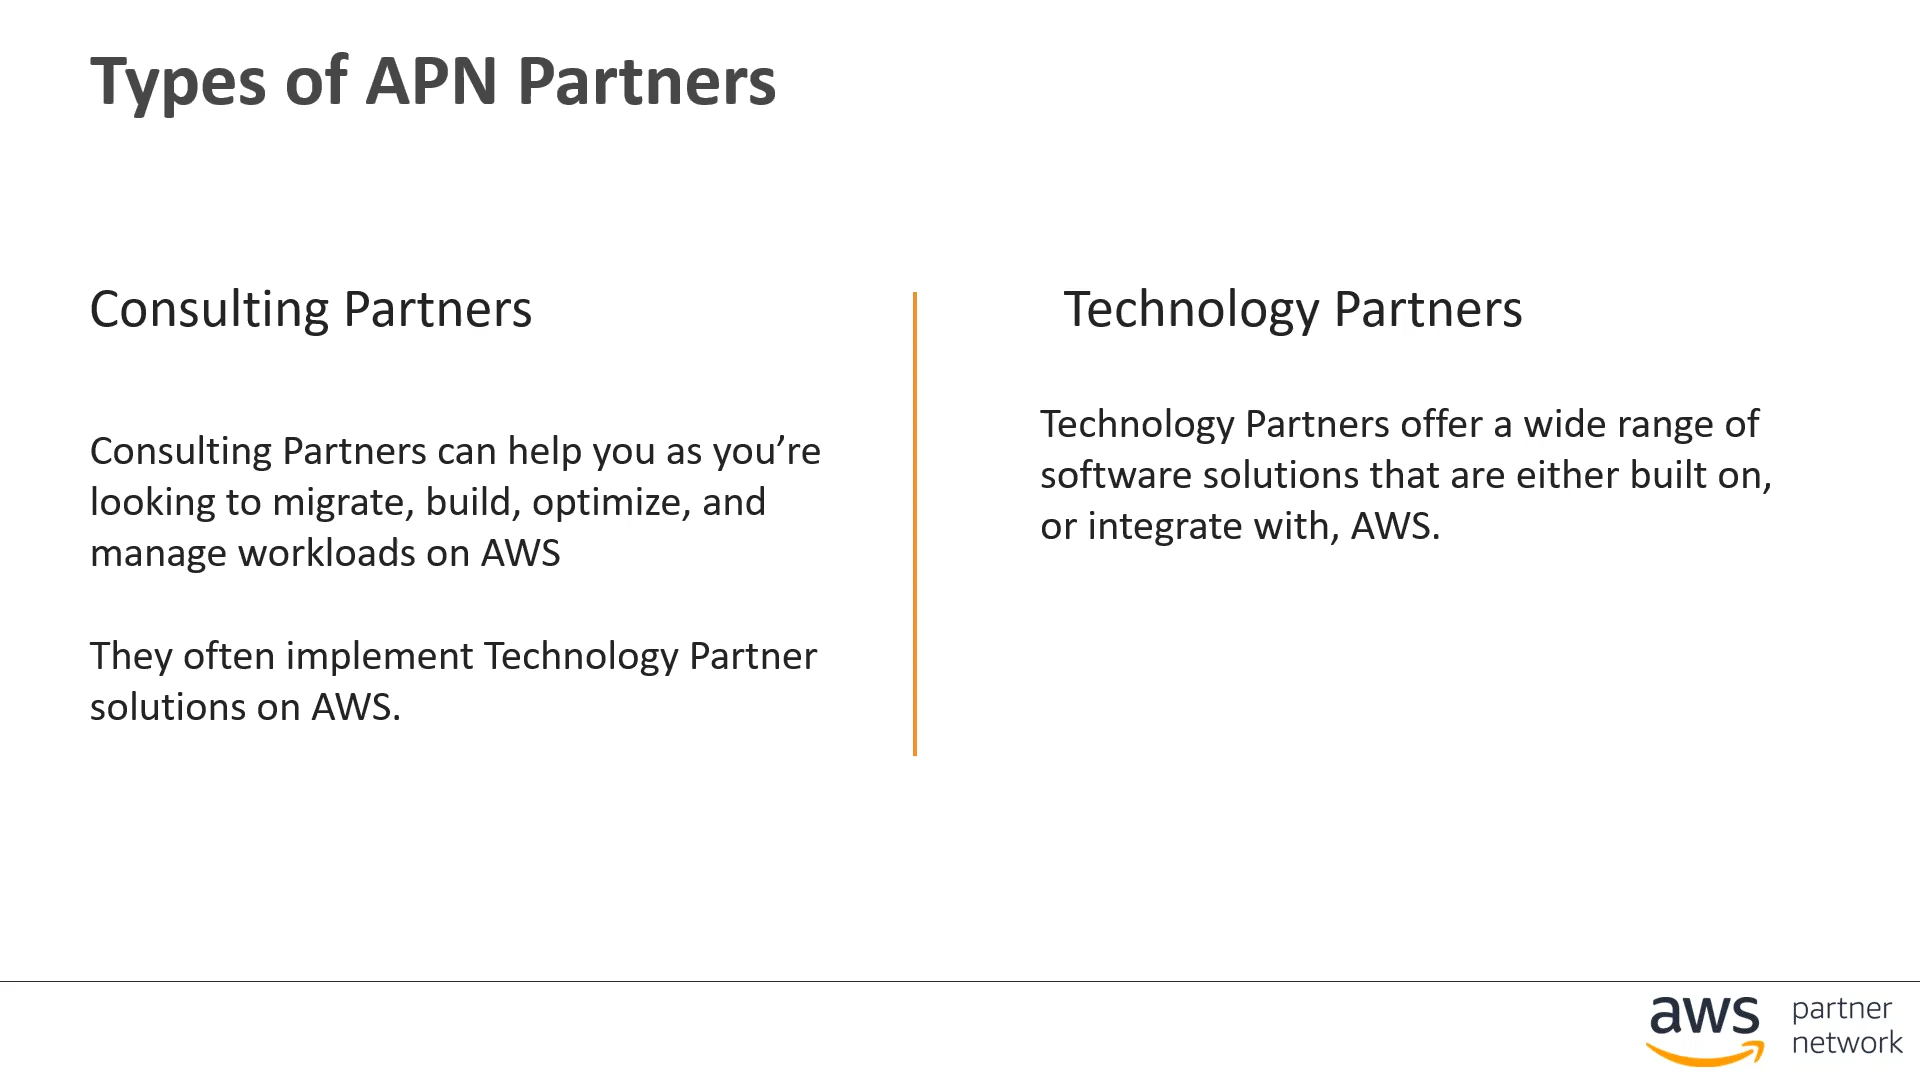 Types of APN Partners
Consulting Partners
Consulting Partners can help you as you’re
looking to migrate, build, optimize, and
manage workloads on AWS
They often implement Technology Partner
solutions on AWS.
Technology Partners
Technology Partners offer a wide range of
software solutions that are either built on,
or integrate with, AWS.
aws
partner
network